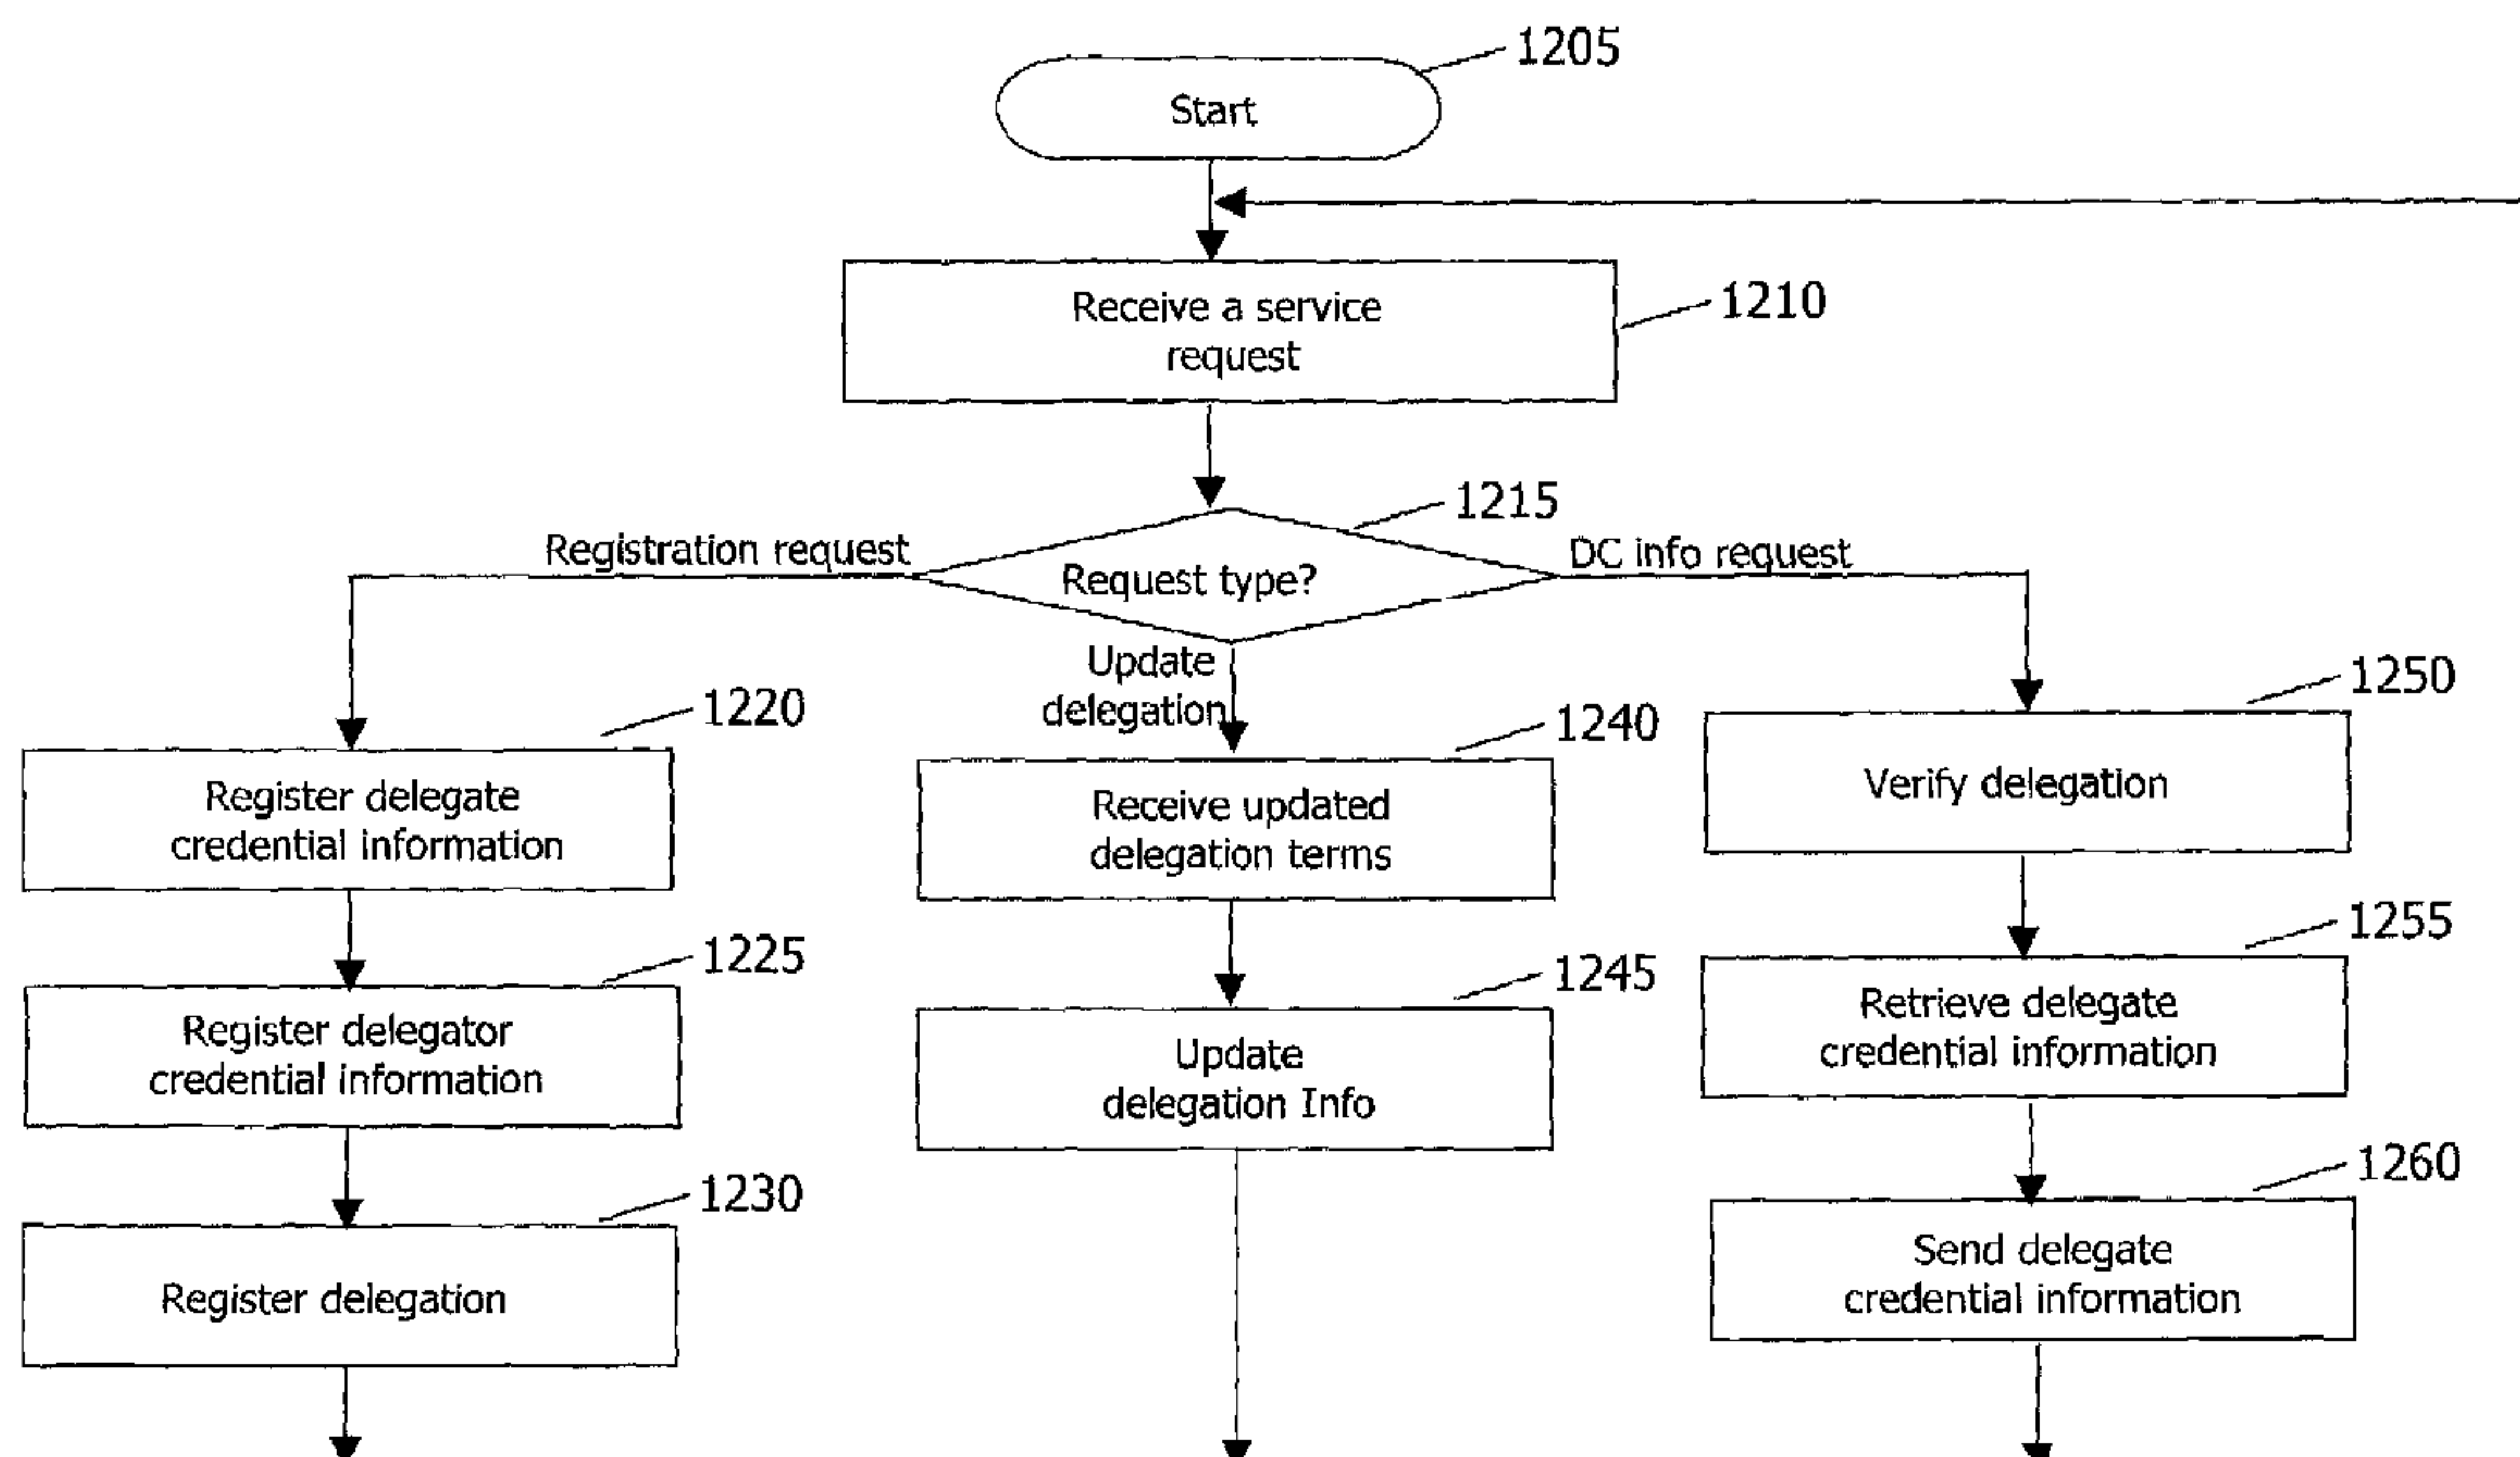 1205
Start
Receive a service
request
1210
1215
Registration request
Request type?
DC info request
Update
delegation
1220
Register delegate
credential information
1225
Register delegator
credential information
1230
Register delegation
1240
Receive updated
delegation terms
1245
Update
delegation Info
1250
Verify delegation
1255
Retrieve delegate
credential information
1260
Send delegate
credential information